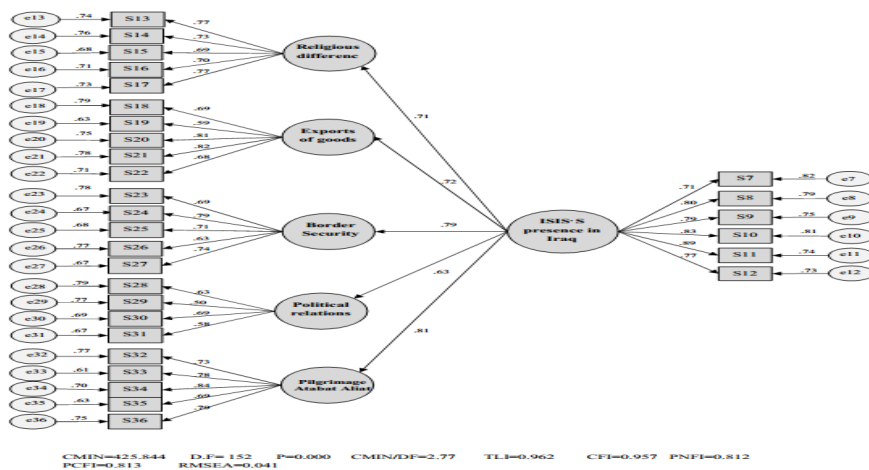 e13 .74 S13 .77
e14 .76 S14 .73
e15 .68 S15 .69
e16 .71 S16 .70
e17 .73 S17 .77
Religious
differenc
.71
e18 .79 S18 .69
e19 .63 S19 .59
e20 .75 S20 .81
e21 .78 S21 .82
e22 .71 S22 .68
Exports
of goods
.72
e23 .78 S23 .69
e24 .67 S24 .79
e25 .68 S25 .71
e26 .77 S26 .63
e27 .67 S27 .74
Border
Security
.79
e28 .79 S28 .63
e29 .77 S29 .50
e30 .69 S30 .69
e31 .67 S31 .58
Political
relations
.63
e32 .77 S32 .73
e33 .61 S33 .78
e34 .70 S34 .84
e35 .63 S35 .69
e36 .75 S36 .79
Pilgrimage
Atabat Aliat
.81
ISIS·S
presence in
Iraq
.71 S7 .82 e7
.80 S8 .79 e8
.79 S9 .75 e9
.83 S10 .81 e10
.89 S11 .74 e11
.77 S12 .73 e12
CMIN=425.844 D.F= 152 P=0.000 CMIN/DF=2.77 TLI=0.962 CFI=0.957 PNFI=0.812
PCFI=0.813 RMSEA=0.041